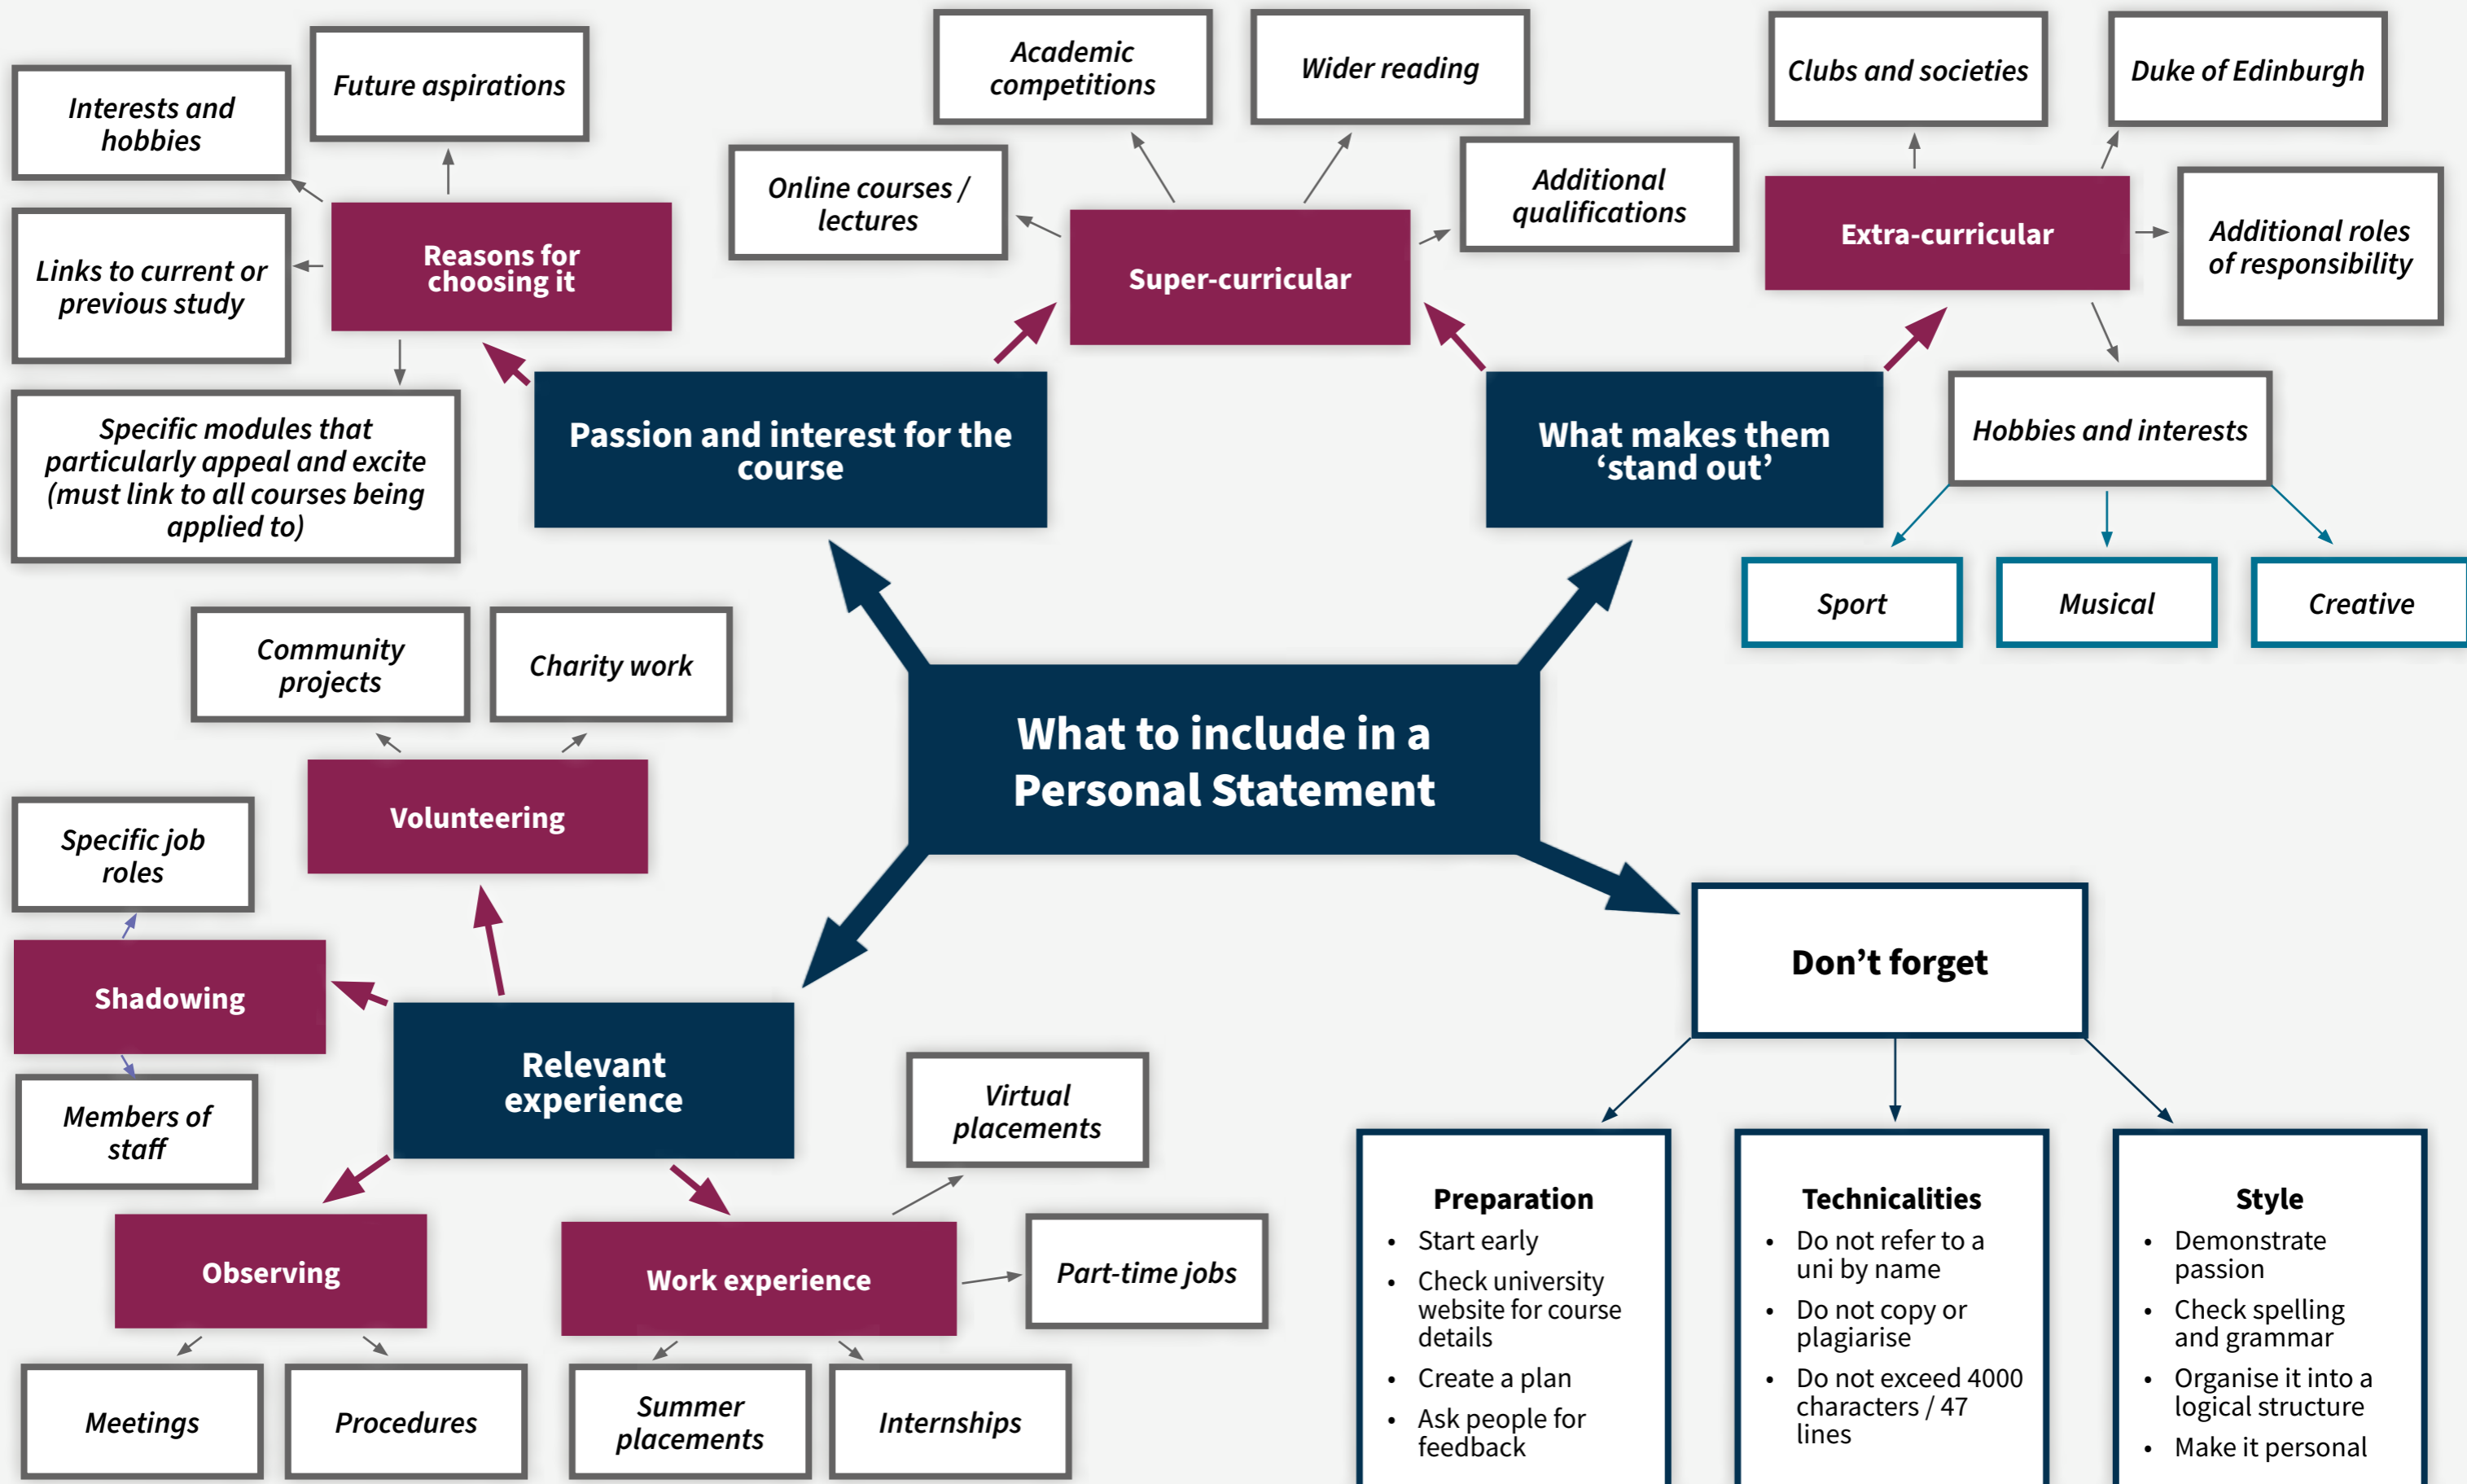 Future aspirations
Interests and
hobbies
Links to current or
previous study
Reasons for
choosing it
Specific modules that
particularly appeal and excite
(must link to all courses being
applied to)
Academic
competitions
Wider reading
Online courses /
lectures
Additional
qualifications
Super-curricular
Clubs and societies
Duke of Edinburgh
Extra-curricular
Additional roles
of responsibility
Hobbies and interests
Sport
Musical
Creative
Passion and interest for the
course
What makes them
‘stand out’
What to include in a
Personal Statement
Community
projects
Charity work
Volunteering
Specific job
roles
Shadowing
Members of
staff
Relevant
experience
Observing
Meetings
Procedures
Work experience
Virtual
placements
Part-time jobs
Summer
placements
Internships
Don’t forget
Preparation
• Start early
• Check university
website for course
details
• Create a plan
• Ask people for
feedback
Technicalities
• Do not refer to a
uni by name
• Do not copy or
plagiarise
• Do not exceed 4000
characters / 47
lines
Style
• Demonstrate
passion
• Check spelling
and grammar
• Organise it into a
logical structure
• Make it personal